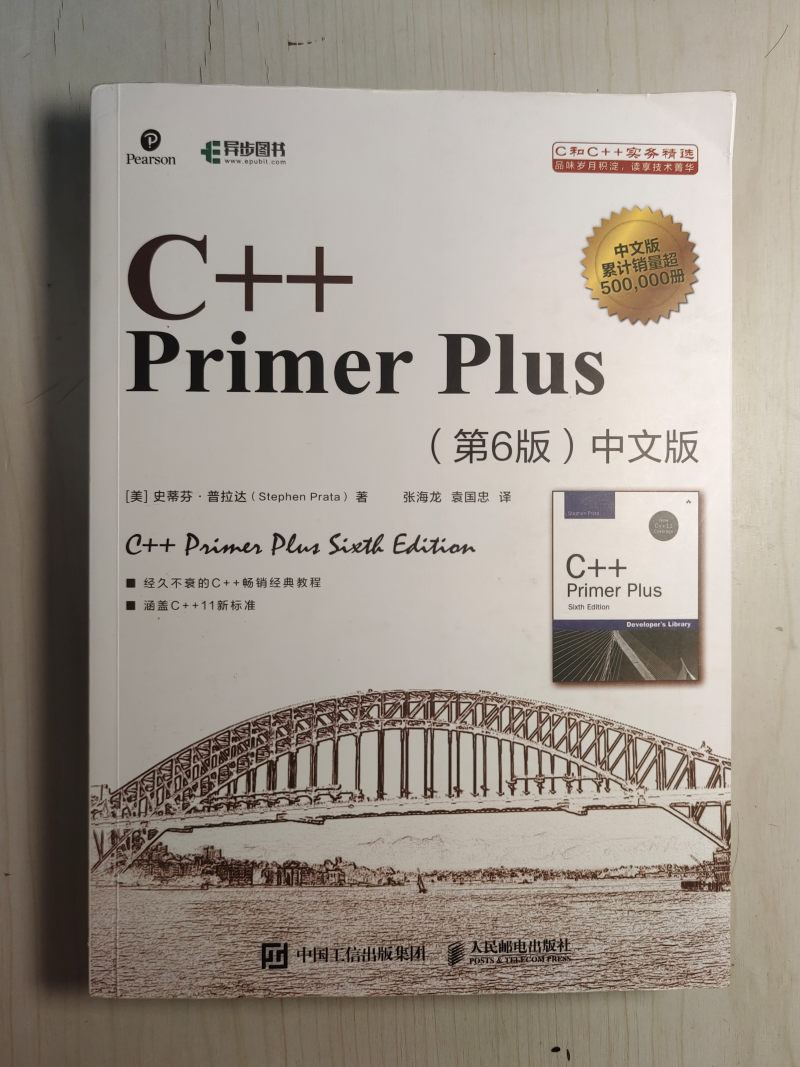 Pearson
异步图书
www.epubit.com
C和C++实务精选
品味岁月积淀，读享技术菁华
中文版
累计销量超
500,000册
C++
Primer Plus
（第6版）中文版
[美] 史蒂芬·普拉达（Stephen Prata）著 张海龙 袁国忠 译
C++ Primer Plus Sixth Edition
■ 经久不衰的C++畅销经典教程
■ 涵盖C++11新标准
Stephen Prata
C++11
C++
Primer Plus
Sixth Edition
Developer's Library
中国工信出版集团
人民邮电出版社
POSTS & TELECOM PRESS